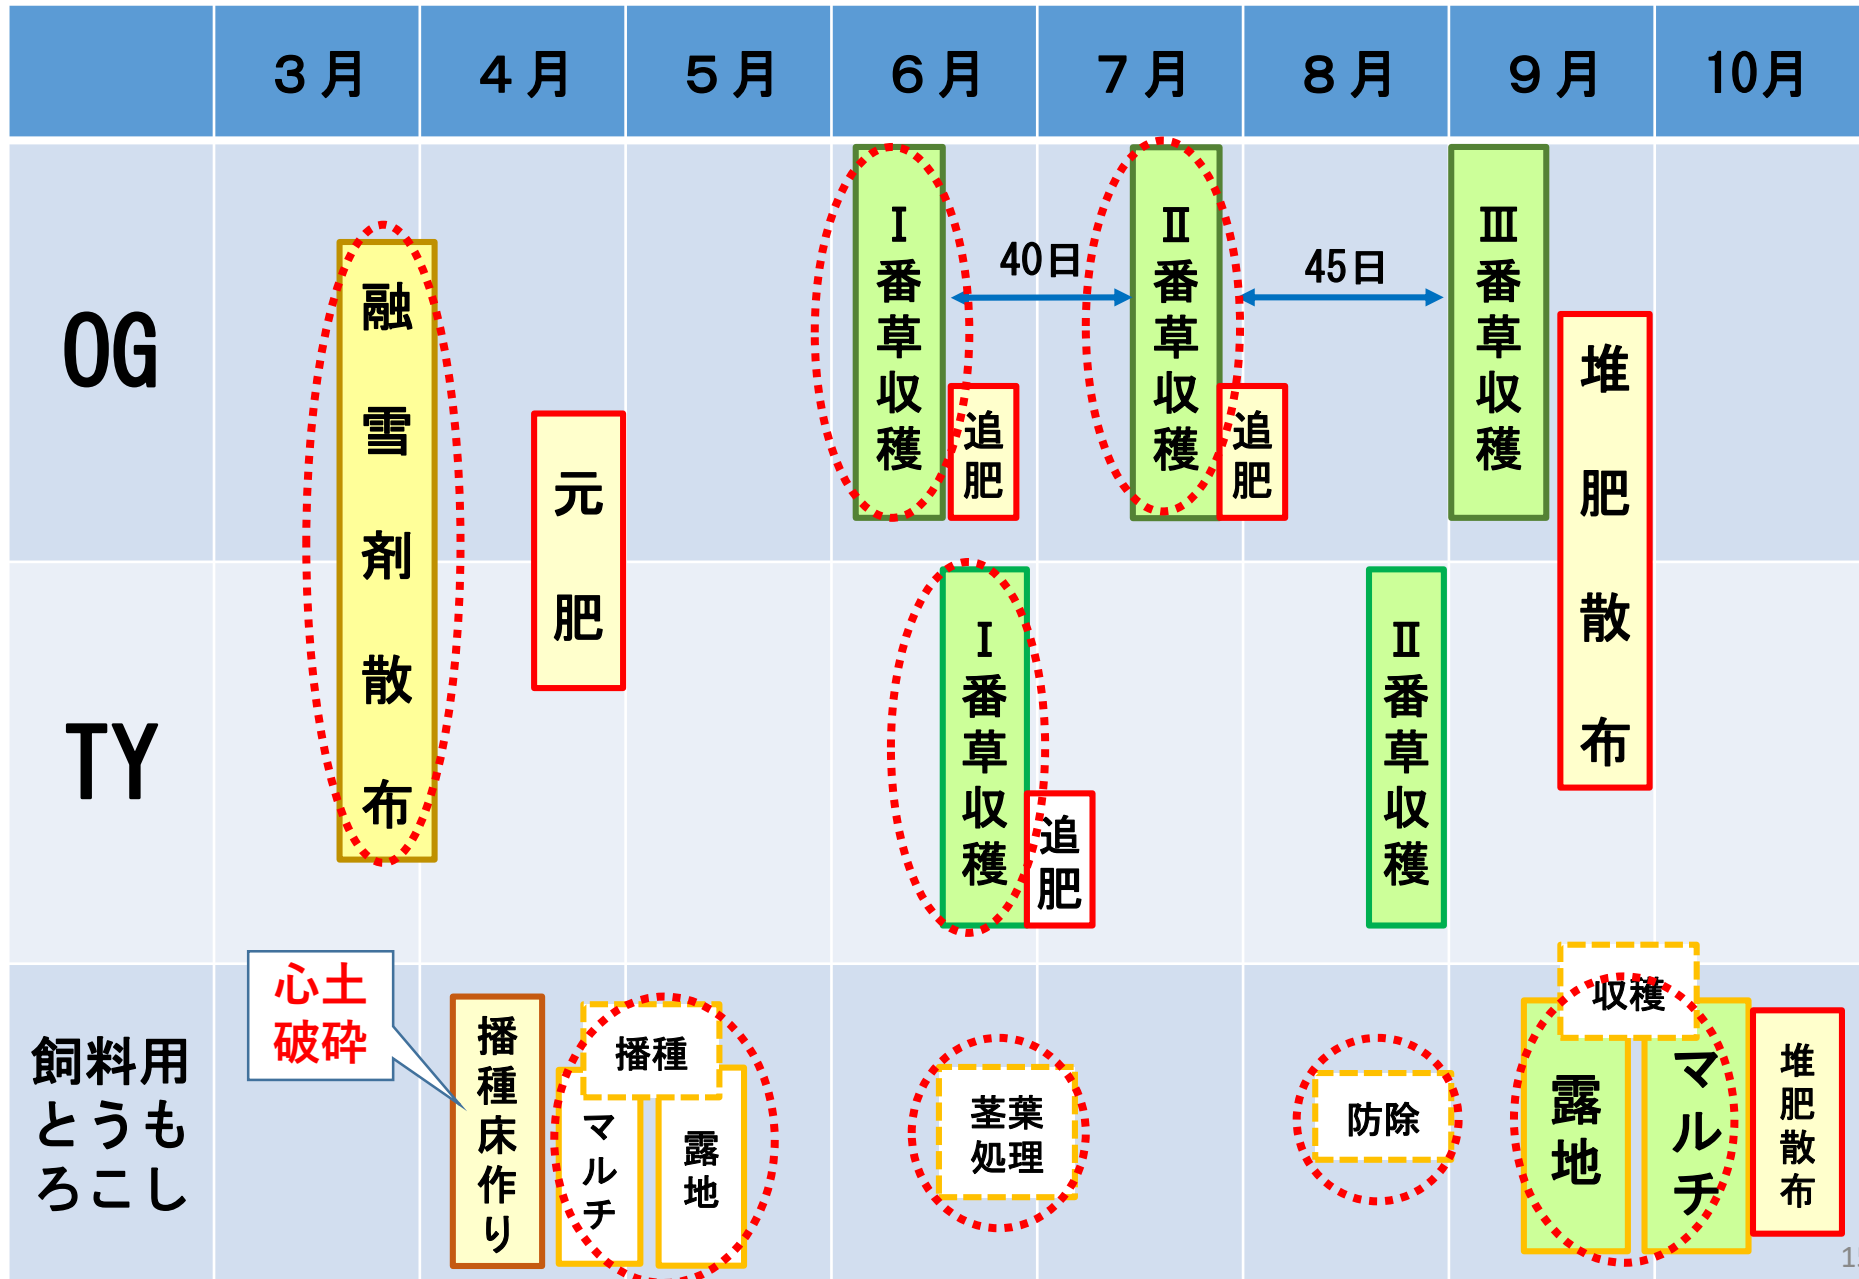 3月
4月
5月
6月
7月
8月
9月
10月
OG
融雪剤散布
元肥
Ⅰ番草収穫
追肥
40日
Ⅱ番草収穫
追肥
45日
Ⅲ番草収穫
堆肥散布
TY
Ⅰ番草収穫
追肥
Ⅱ番草収穫
飼料用
とうも
ろこし
心土
破砕
播種床作り
播種
マルチ
露地
茎葉
処理
防除
収穫
露地
マルチ
堆肥散布